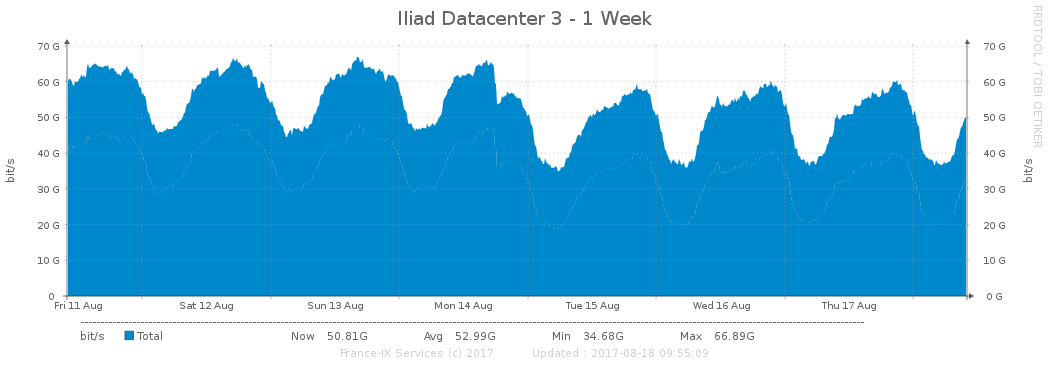 Iliad Datacenter 3 - 1 Week
RRDTOOL / TOBI OETIKER
bit/s
70 G
60 G
50 G
40 G
30 G
20 G
10 G
0
70 G
60 G
50 G
40 G
30 G
20 G
10 G
0 G
bit/s
Fri 11 Aug Sat 12 Aug Sun 13 Aug Mon 14 Aug Tue 15 Aug Wed 16 Aug Thu 17 Aug
bit/s Total Now 50.81G Avg 52.99G Min 34.68G Max 66.89G
France-IX Services (c) 2017 Updated : 2017-08-18 09:55:09